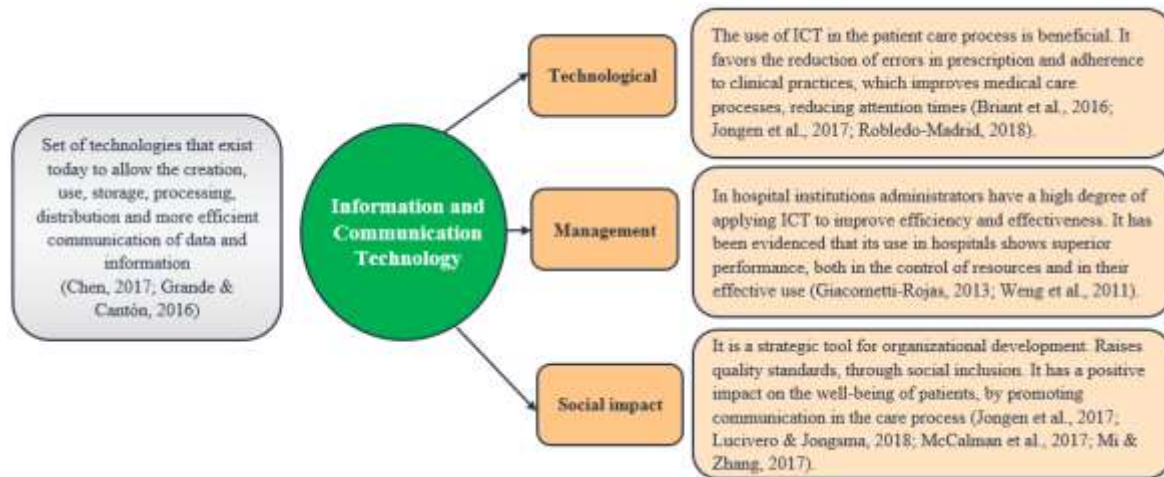 Set of technologies that exist
today to allow the creation,
use, storage, processing,
distribution and more efficient
communication of data and
information
(Chen, 2017; Grande &
Cantón, 2016)
Information and
Communication
Technology
Technological
The use of ICT in the patient care process is beneficial. It
favors the reduction of errors in prescription and adherence
to clinical practices, which improves medical care
processes, reducing attention times (Briant et al., 2016;
Jongen et al., 2017; Robledo-Madrid, 2018).
Management
In hospital institutions administrators have a high degree of
applying ICT to improve efficiency and effectiveness. It has
been evidenced that its use in hospitals shows superior
performance, both in the control of resources and in their
effective use (Giacometti-Rojas, 2013; Weng et al., 2011).
Social impact
It is a strategic tool for organizational development. Raises
quality standards, through social inclusion. It has a positive
impact on the well-being of patients, by promoting
communication in the care process (Jongen et al., 2017;
Lucivero & Jongsma, 2018; McCalman et al., 2017; Mi &
Zhang, 2017).